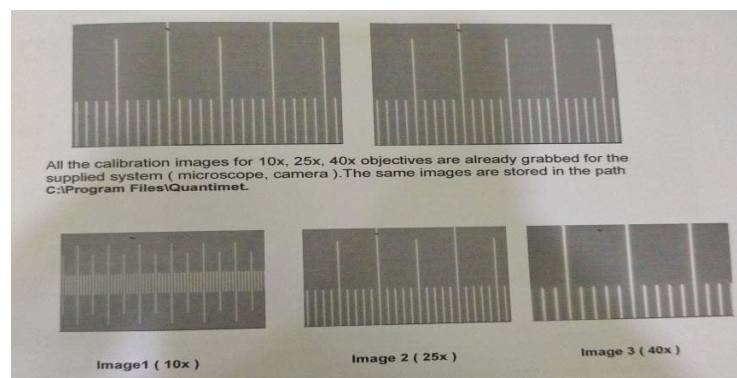 All the calibration images for 10x, 25x, 40x objectives are already grabbed for the
supplied system ( microscope, camera ).The same images are stored in the path
C:\Program Files\Quantimet.
Image1 ( 10x )
Image 2 ( 25x )
Image 3 ( 40x )